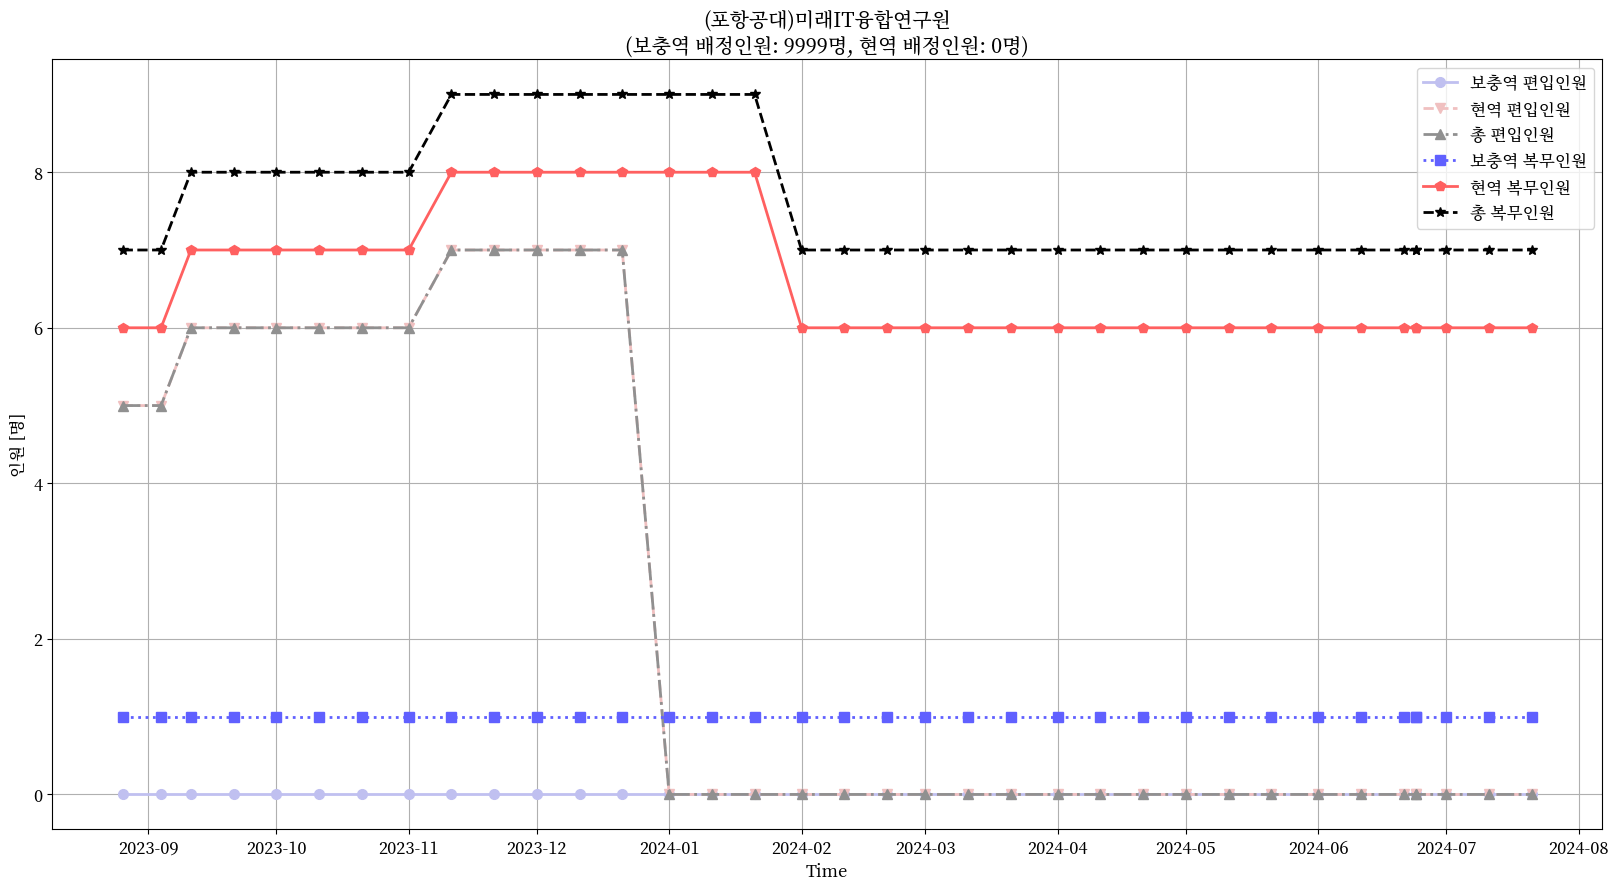 (포항공대)미래IT융합연구원
(보충역 배정인원: 9999명, 현역 배정인원: 0명)
보충역 편입인원
현역 편입인원
총 편입인원
보충역 복무인원
현역 복무인원
총 복무인원
인원 [명]
8
6
4
2
0
2023-09
2023-10
2023-11
2023-12
2024-01
2024-02
2024-03
2024-04
2024-05
2024-06
2024-07
2024-08
Time